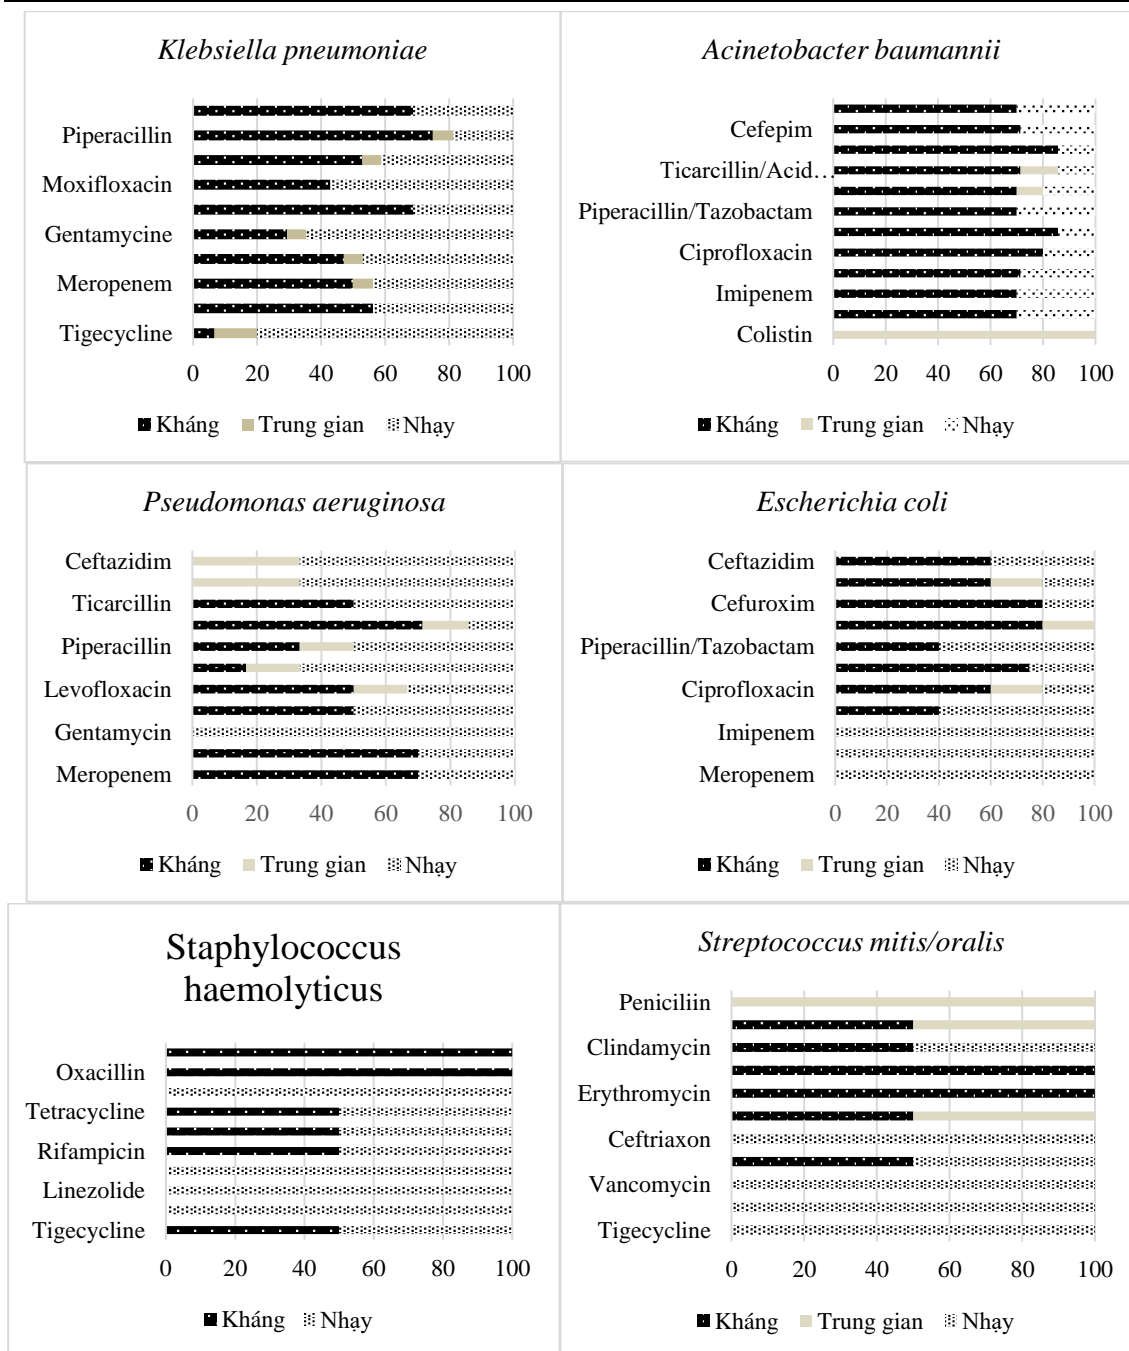 Klebsiella pneumoniae
Piperacillin
Moxifloxacin
Gentamycine
Meropenem
Tigecycline
0 20 40 60 80 100
Kháng Trung gian Nhạy
Acinetobacter baumannii
Cefepim
Ticarcillin/Acid…
Piperacillin/Tazobactam
Ciprofloxacin
Imipenem
Colistin
0 20 40 60 80 100
Kháng Trung gian Nhạy
Pseudomonas aeruginosa
Ceftazidim
Ticarcillin
Piperacillin
Levofloxacin
Gentamycin
Meropenem
0 20 40 60 80 100
Kháng Trung gian Nhạy
Escherichia coli
Ceftazidim
Cefuroxim
Piperacillin/Tazobactam
Ciprofloxacin
Imipenem
Meropenem
0 20 40 60 80 100
Kháng Trung gian Nhạy
Staphylococcus
haemolyticus
Oxacillin
Tetracycline
Rifampicin
Linezolide
Tigecycline
0 20 40 60 80 100
Kháng Nhạy
Streptococcus mitis/oralis
Peniciliin
Clindamycin
Erythromycin
Ceftriaxon
Vancomycin
Tigecycline
0 20 40 60 80 100
Kháng Trung gian Nhạy